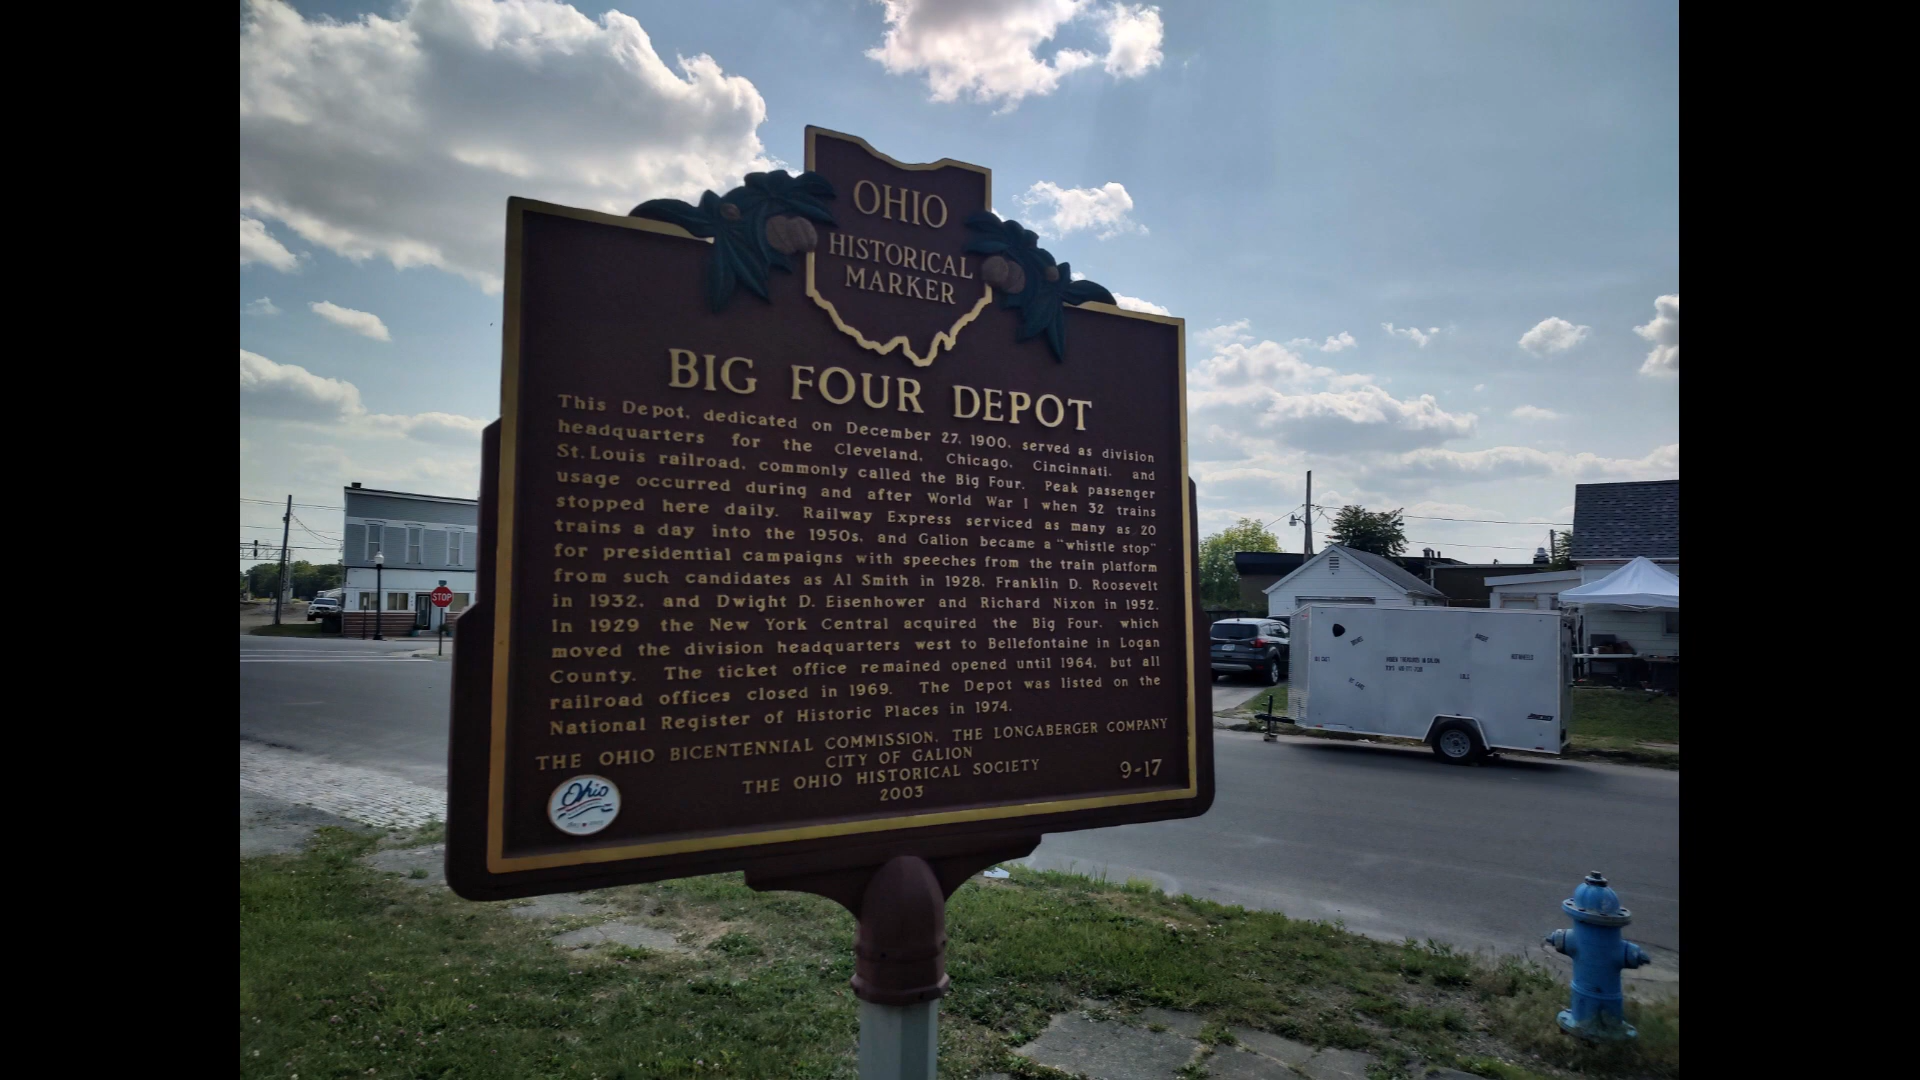 OHIO
HISTORICAL
MARKER
BIG FOUR DEPOT
This Depot, dedicated on December 27, 1900, served as division
headquarters for the Cleveland, Chicago, Cincinnati, and
St. Louis railroad, commonly called the Big Four. Peak passenger
usage occurred during and after World War I when 32 trains
stopped here daily. Railway Express serviced as many as 20
trains a day into the 1950s, and Galion became a "whistle stop"
for presidential campaigns with speeches from the train platform
from such candidates as Al Smith in 1928, Franklin D. Roosevelt
in 1932, and Dwight D. Eisenhower and Richard Nixon in 1952.
In 1929 the New York Central acquired the Big Four, which
moved the division headquarters west to Bellefontaine in Logan
County. The ticket office remained opened until 1964, but all
railroad offices closed in 1969. The Depot was listed on the
National Register of Historic Places in 1974.
THE OHIO BICENTENNIAL COMMISSION, THE LONGABERGER COMPANY
CITY OF GALION
THE OHIO HISTORICAL SOCIETY
2003
9-17
Ohio
STOP